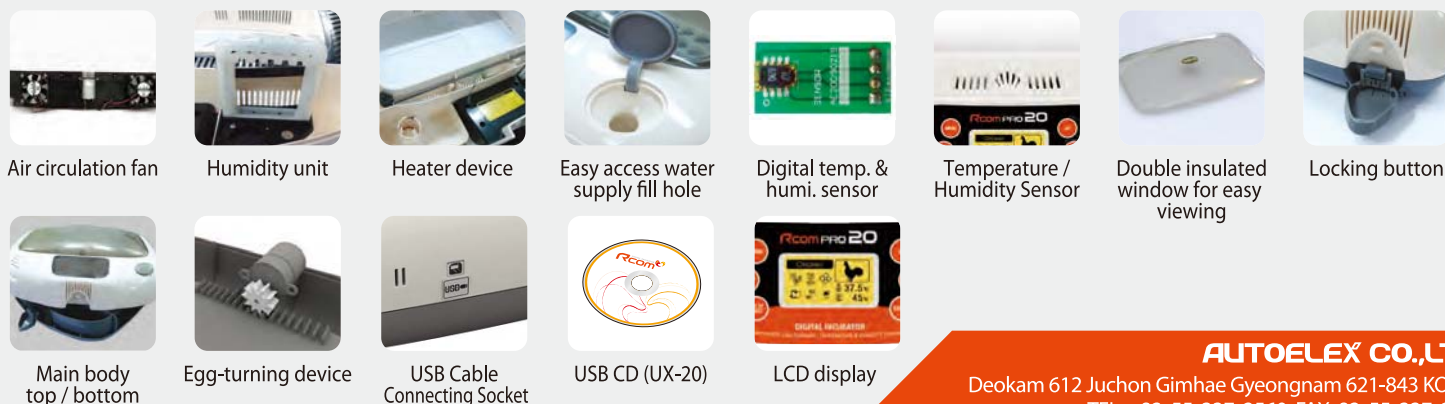 Air circulation fan
Humidity unit
Heater device
Easy access water
supply fill hole
Digital temp. &
humi. sensor
Temperature /
Humidity Sensor
Double insulated
window for easy
viewing
Locking button
SENSOR
Rcom PRO 20
Main body
top / bottom
Egg-turning device
USB Cable
Connecting Socket
USB CD (UX-20)
LCD display
USB
Rcom
Rcom PRO 20
37.5
45
DIGITAL INCUBATOR
AUTOELEX CO.,
Deokam 612 Juchon Gimhae Gyeongnam 621-843